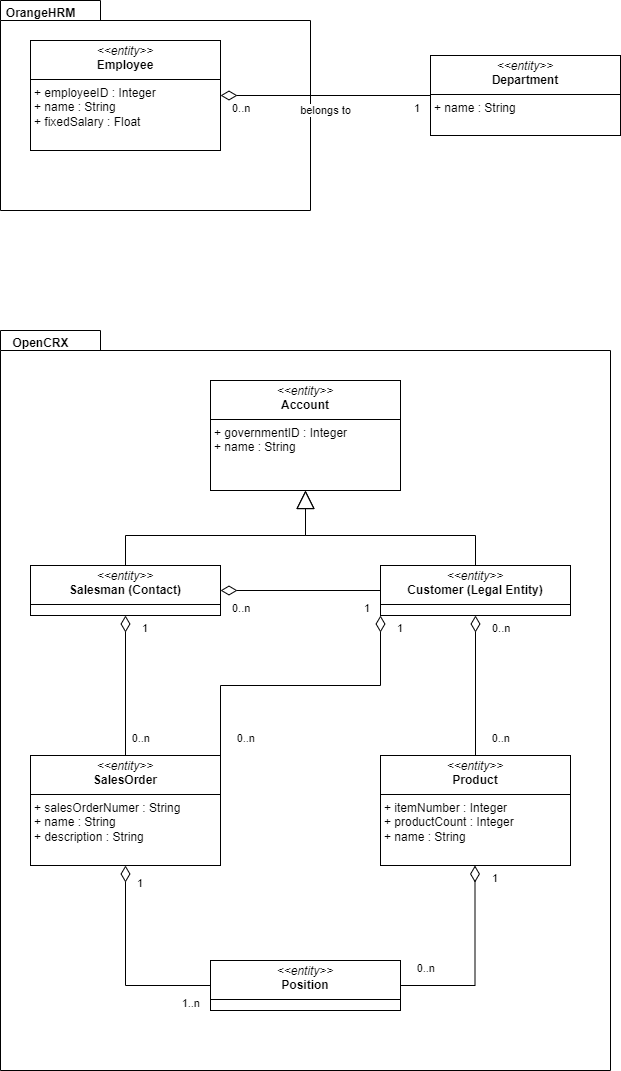 OrangeHRM
<<entity>>
Employee
+ employeeID : Integer
+ name : String
+ fixedSalary : Float
0..n
belongs to
1
<<entity>>
Department
+ name : String
OpenCRX
<<entity>>
Account
+ governmentID : Integer
+ name : String
<<entity>>
Salesman (Contact)
0..n
1
<<entity>>
Customer (Legal Entity)
1
1
0..n
0..n
0..n
0..n
<<entity>>
SalesOrder
+ salesOrderNumer : String
+ name : String
+ description : String
<<entity>>
Product
+ itemNumber : Integer
+ productCount : Integer
+ name : String
1
1
0..n
<<entity>>
Position
1..n